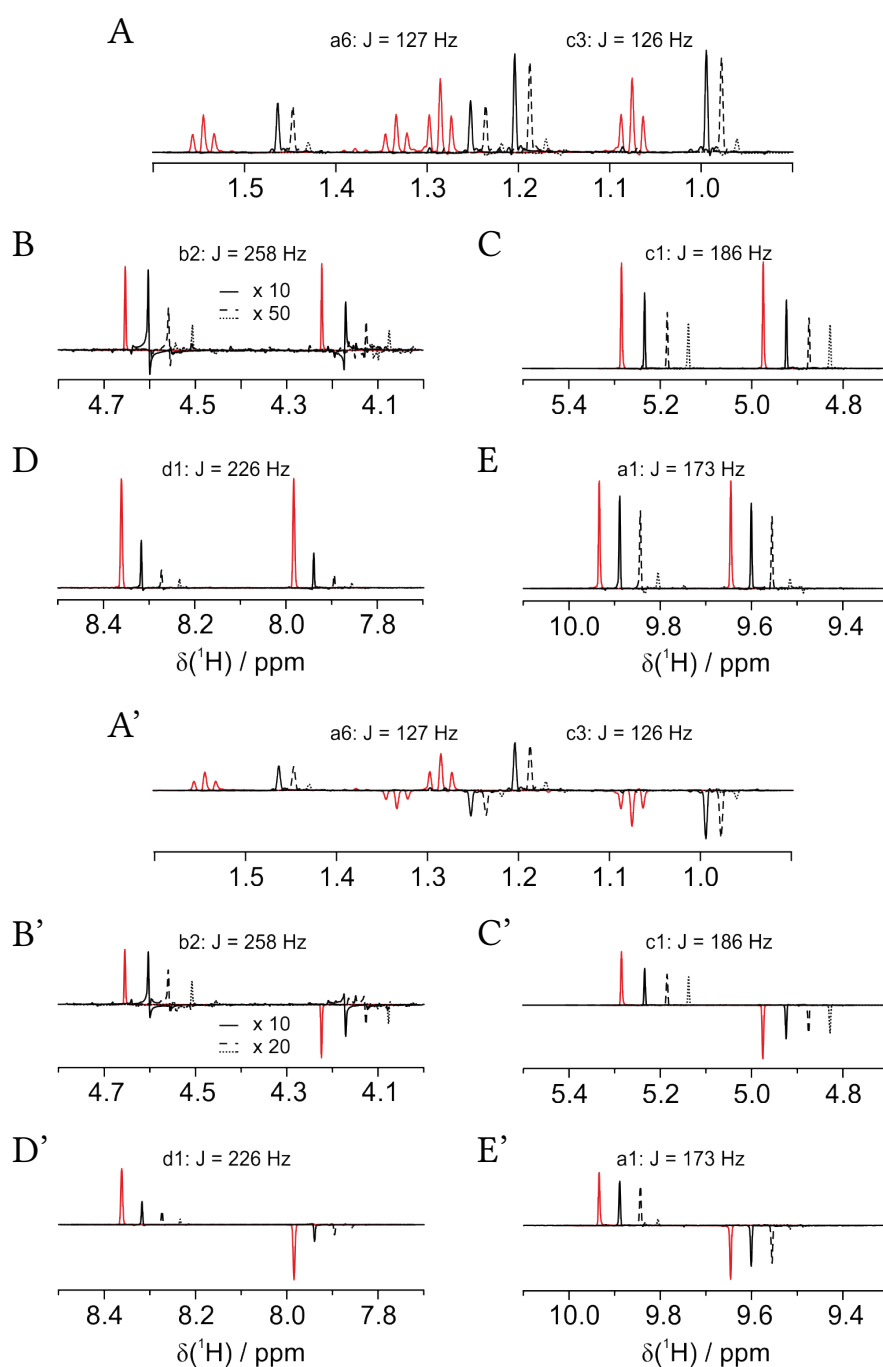 A
a6: J = 127 Hz
c3: J = 126 Hz
1.5 1.4 1.3 1.2 1.1 1.0
B
b2: J = 258 Hz
x 10
x 50
4.7 4.5 4.3 4.1
C
c1: J = 186 Hz
5.4 5.2 5.0 4.8
D
d1: J = 226 Hz
8.4 8.2 8.0 7.8
δ(¹H) / ppm
E
a1: J = 173 Hz
10.0 9.8 9.6 9.4
δ(¹H) / ppm
A’
a6: J = 127 Hz
c3: J = 126 Hz
1.5 1.4 1.3 1.2 1.1 1.0
B’
b2: J = 258 Hz
x 10
x 20
4.7 4.5 4.3 4.1
C’
c1: J = 186 Hz
5.4 5.2 5.0 4.8
D’
d1: J = 226 Hz
8.4 8.2 8.0 7.8
δ(¹H) / ppm
E’
a1: J = 173 Hz
10.0 9.8 9.6 9.4
δ(¹H) / ppm